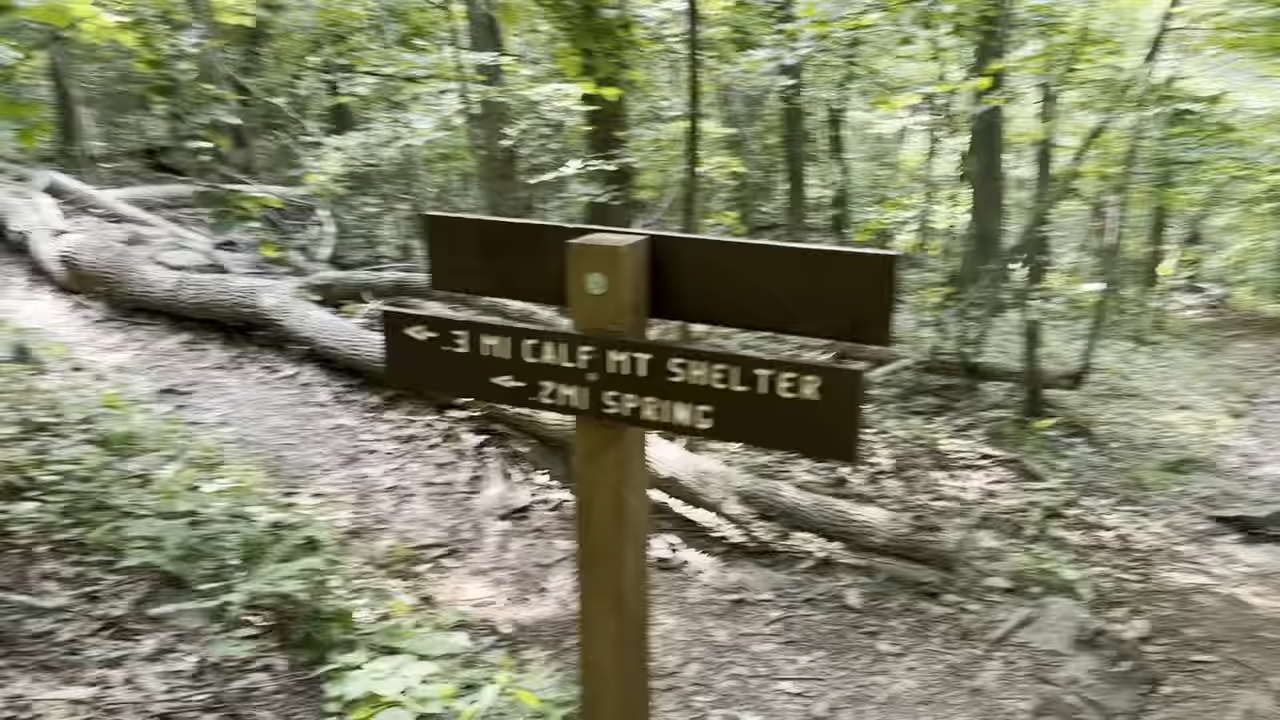 ← .3 MI CALF MT SHELTER
← .2MI SPRING